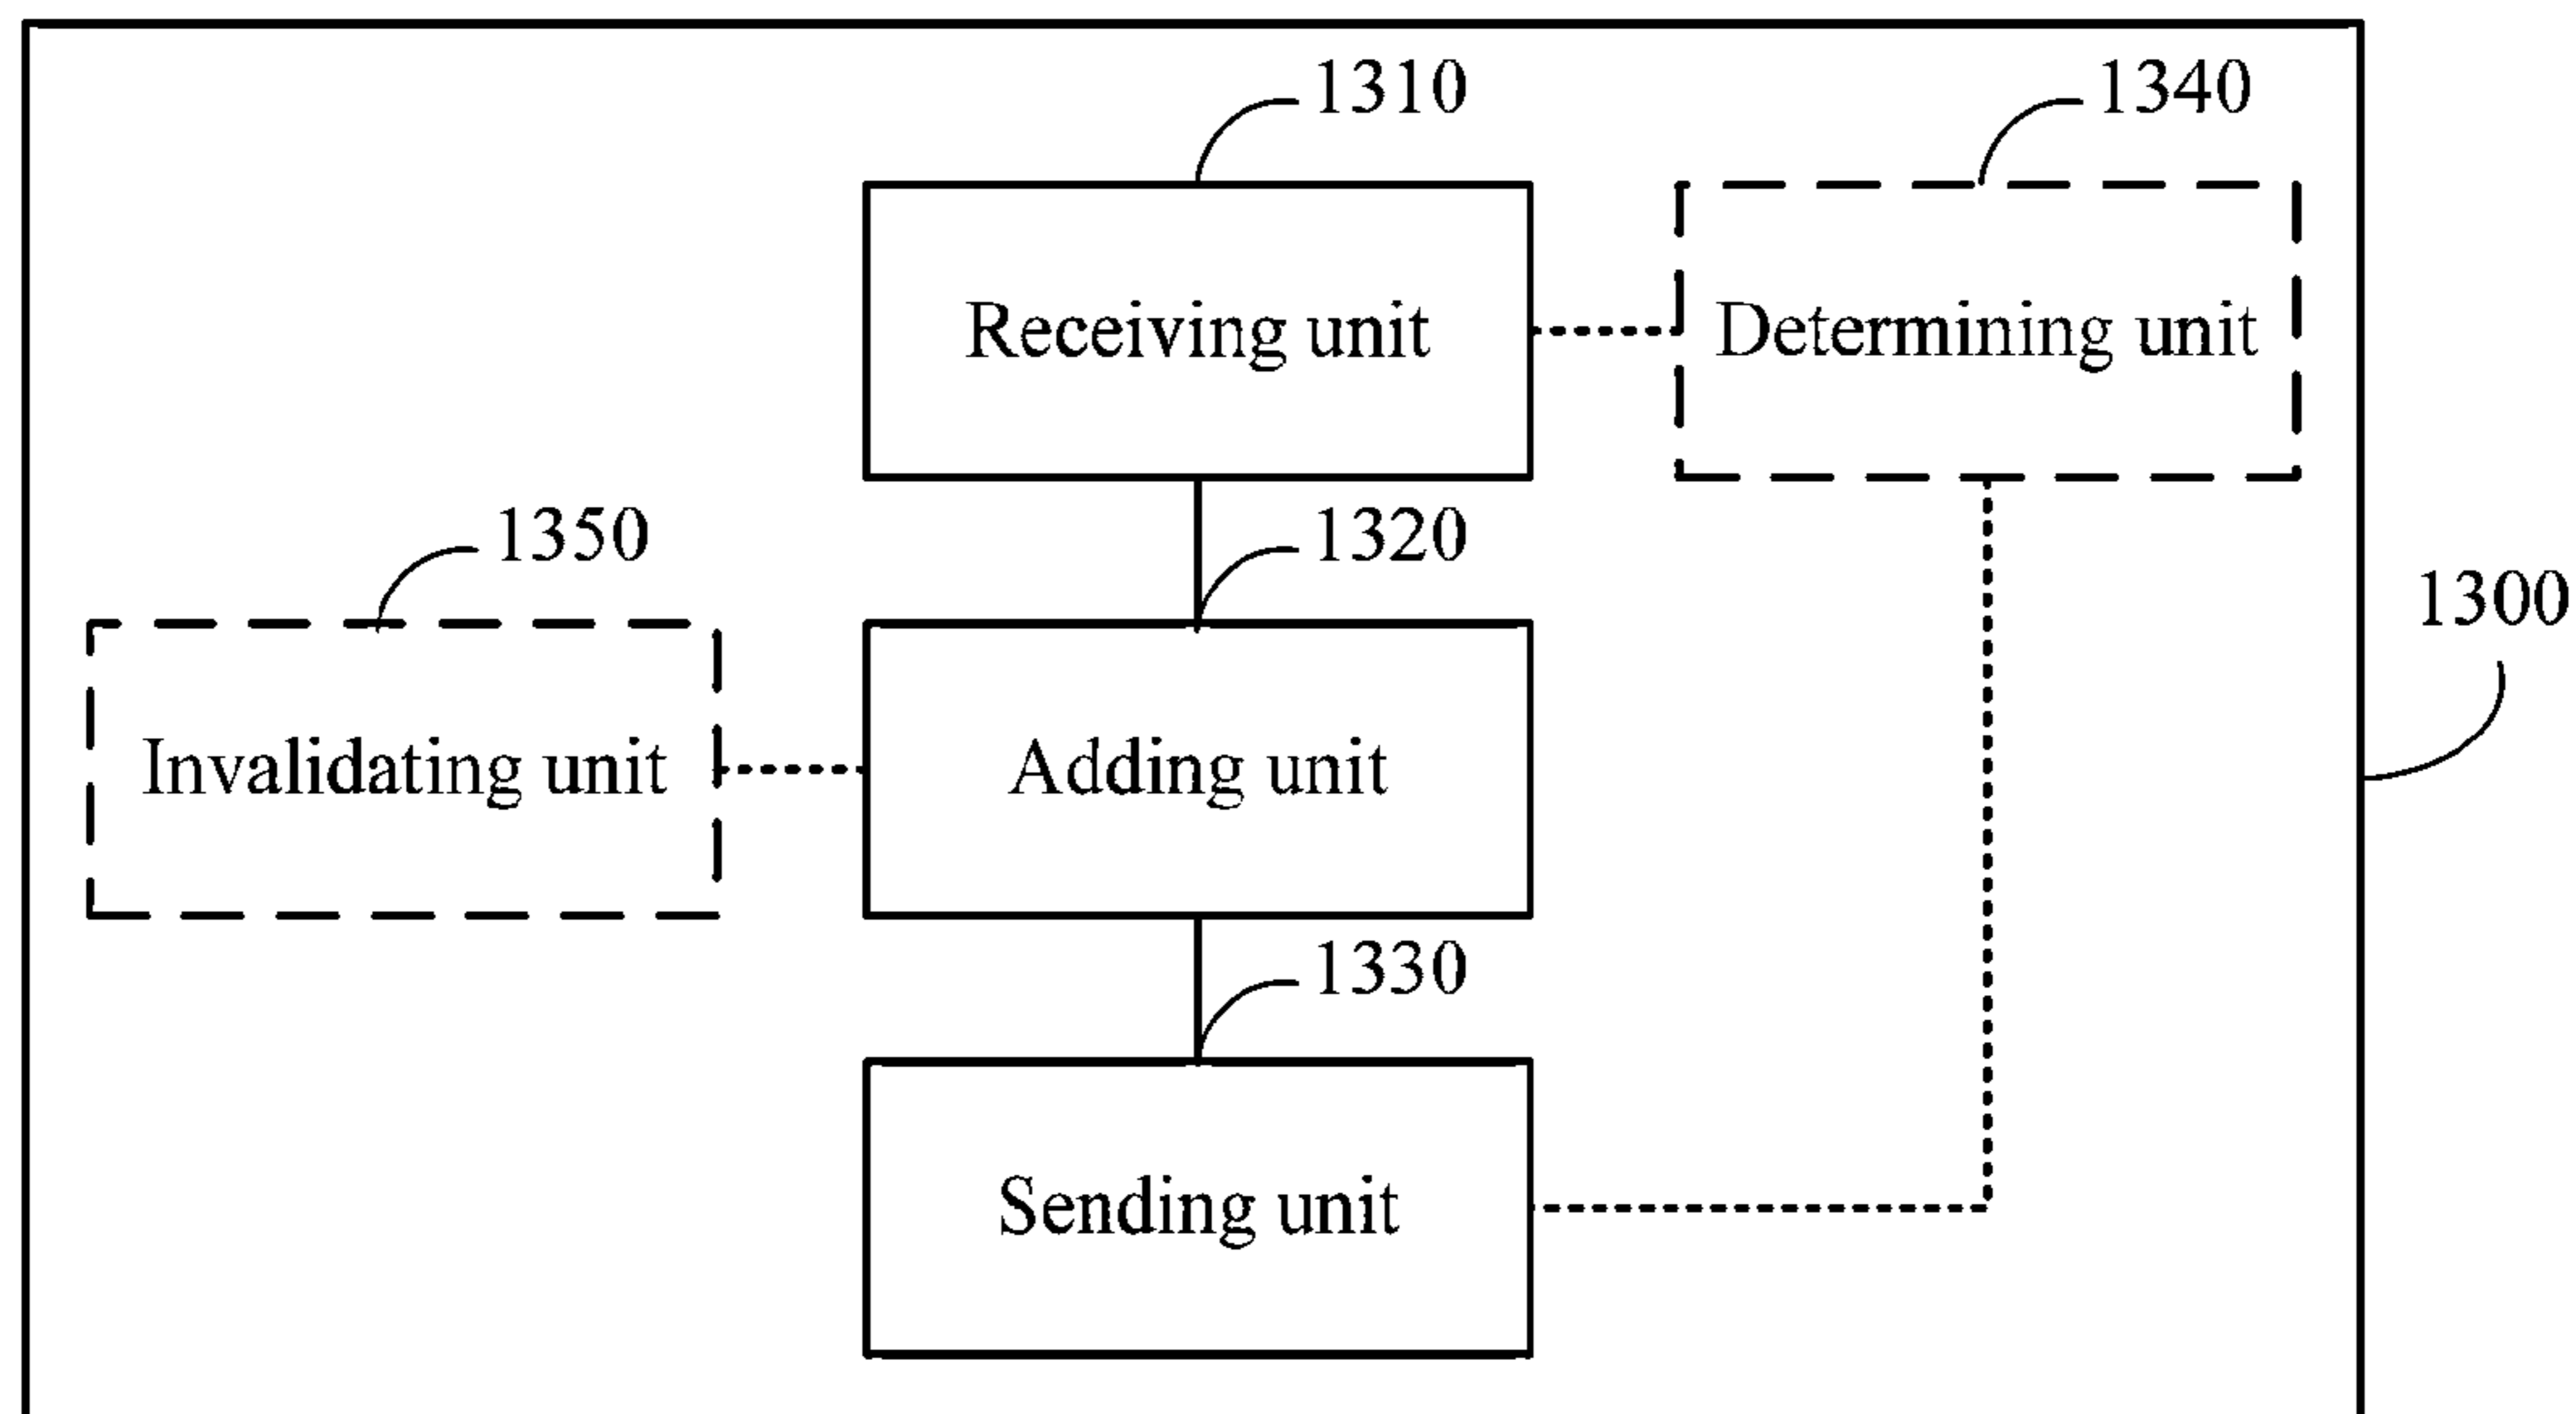 1310
1340
Receiving unit
Determining unit
1350
1320
1300
Invalidating unit
Adding unit
1330
Sending unit